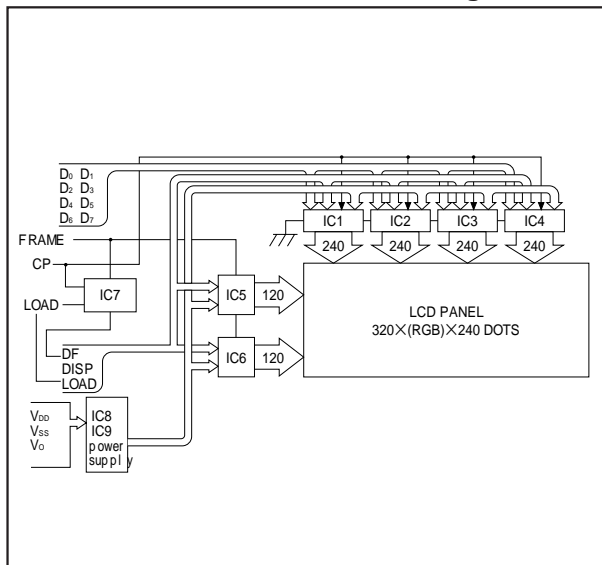 D0 D1
D2 D3
D4 D5
D6 D7
FRAME
CP
LOAD
IC7
DF
DISP
LOAD
VDD
VSS
VO
IC8
IC9
power
supply
IC1 IC2 IC3 IC4
240 240 240 240
IC5
120
IC6
120
LCD PANEL
320×(RGB)×240 DOTS